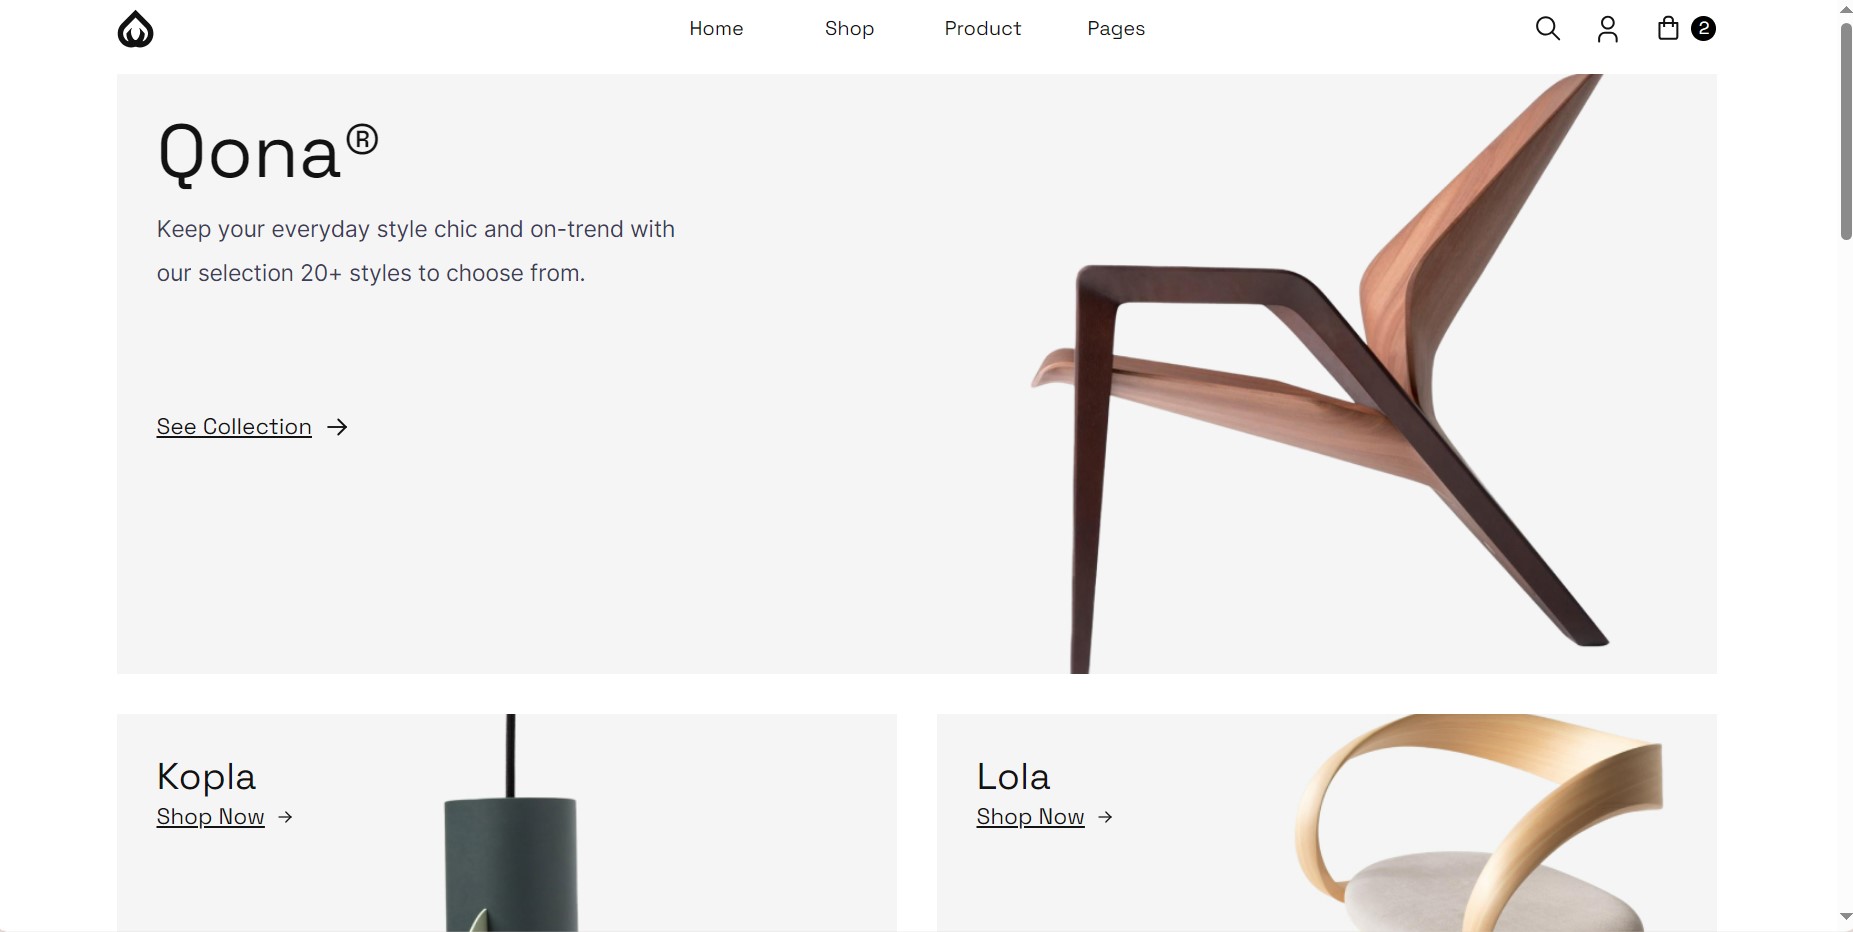 Home Shop Product Pages 2
Qona®
Keep your everyday style chic and on-trend with
our selection 20+ styles to choose from.
See Collection
Kopla
Shop Now
Lola
Shop Now